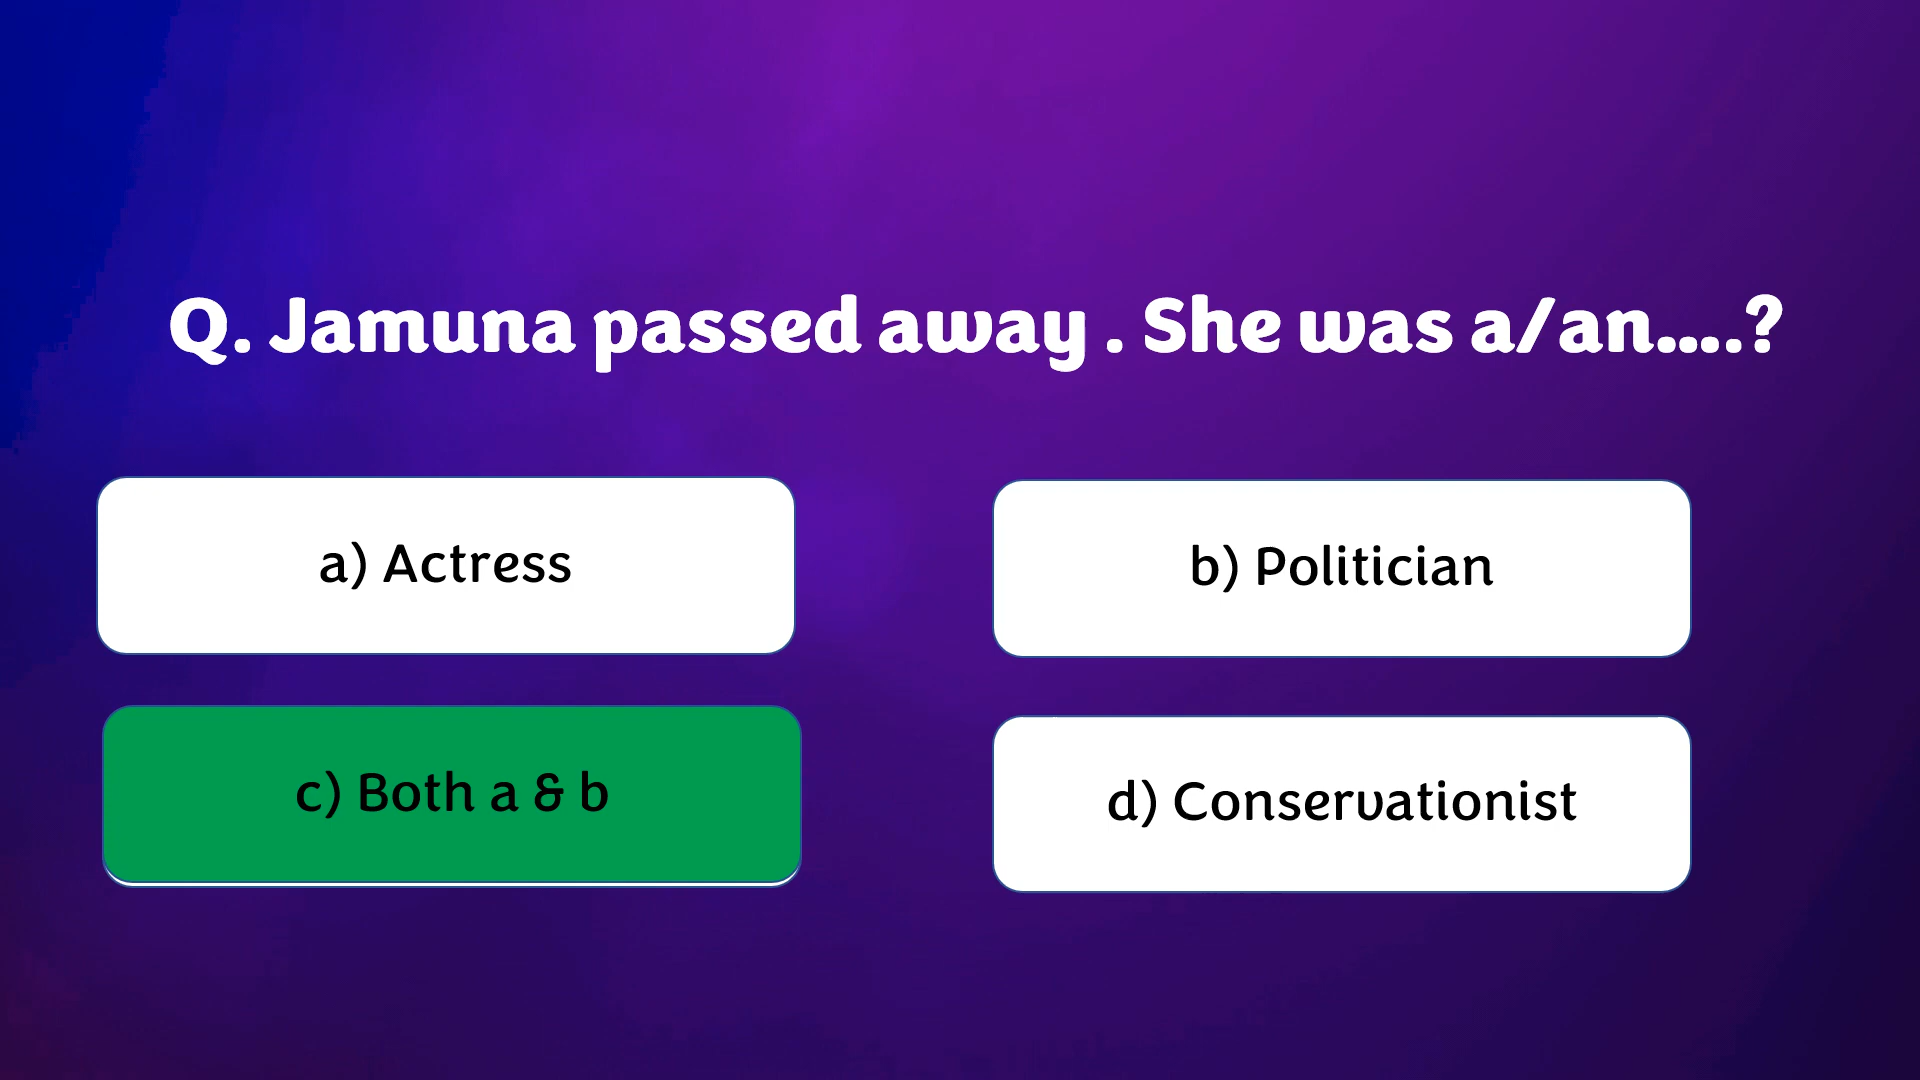 Q. Jamuna passed away . She was a/an....?
a) Actress
b) Politician
c) Both a & b
d) Conservationist